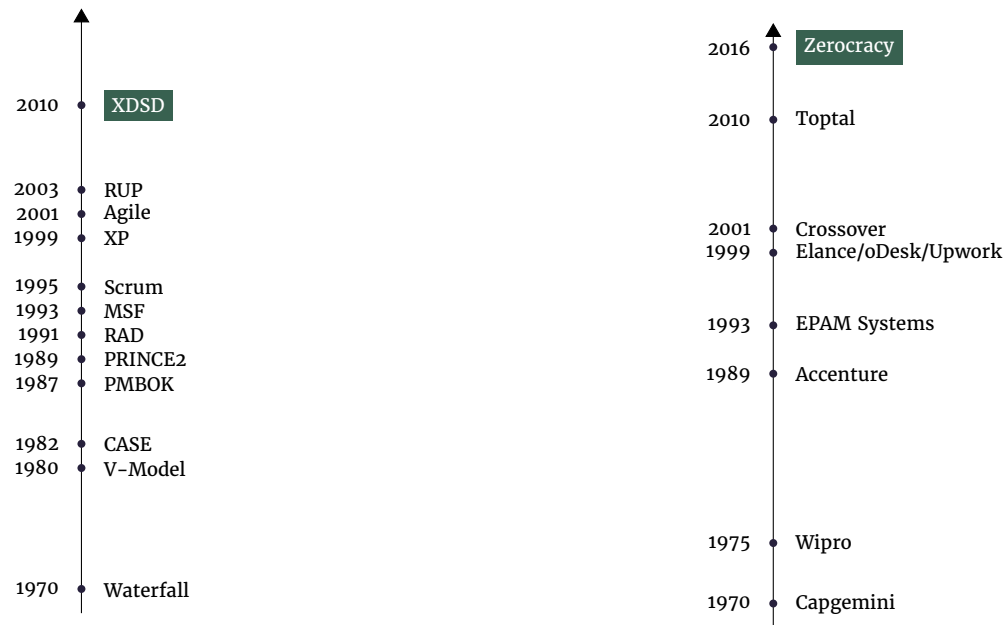 2010 XDSD
2003 RUP
2001 Agile
1999 XP
1995 Scrum
1993 MSF
1991 RAD
1989 PRINCE2
1987 PMBOK
1982 CASE
1980 V-Model
1970 Waterfall
2016 Zerocracy
2010 Toptal
2001 Crossover
1999 Elance/oDesk/Upwork
1993 EPAM Systems
1989 Accenture
1975 Wipro
1970 Capgemini